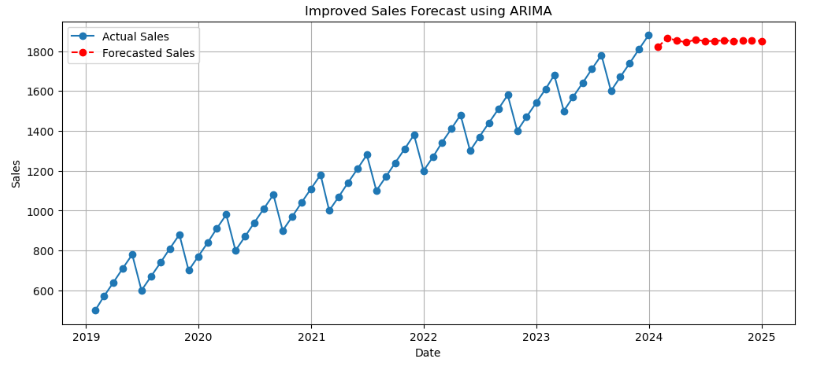 Improved Sales Forecast using ARIMA
Actual Sales
Forecasted Sales
Sales
1800
1600
1400
1200
1000
800
600
2019 2020 2021 2022 2023 2024 2025
Date